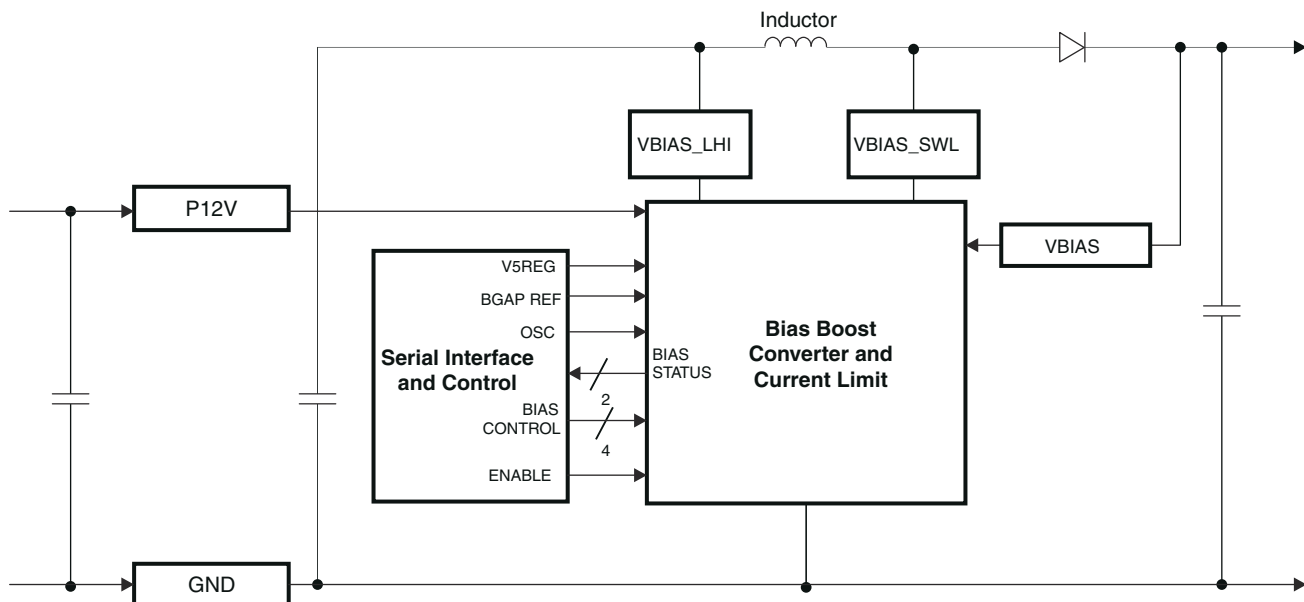 Inductor
VBIAS_LHI
VBIAS_SWL
P12V
VBIAS
V5REG
BGAP REF
OSC
Serial Interface
and Control
BIAS
STATUS
2
BIAS
CONTROL
4
ENABLE
Bias Boost
Converter and
Current Limit
GND